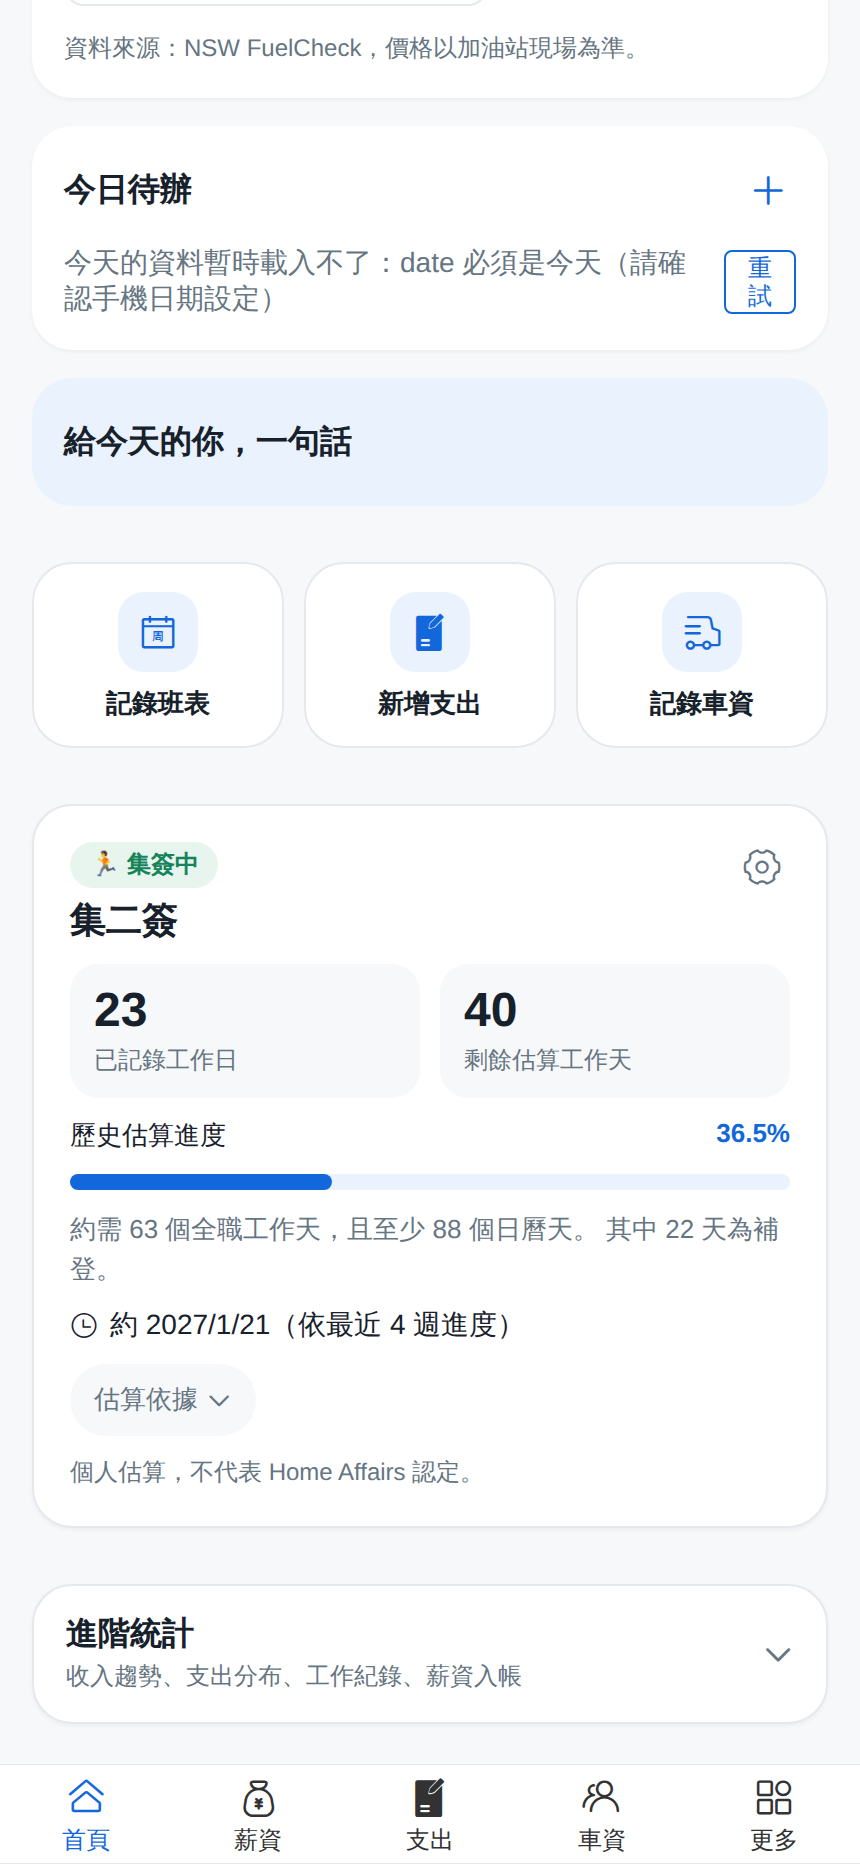 資料來源：NSW FuelCheck，價格以加油站現場為準。
今日待辦
今天的資料暫時載入不了：date 必須是今天（請確
認手機日期設定）
重
試
給今天的你，一句話
周
記錄班表
新增支出
記錄車資
🏃 集簽中
集二簽
23
已記錄工作日
40
剩餘估算工作天
歷史估算進度
36.5%
約需 63 個全職工作天，且至少 88 個日曆天。 其中 22 天為補
登。
約 2027/1/21（依最近 4 週進度）
估算依據
個人估算，不代表 Home Affairs 認定。
進階統計
收入趨勢、支出分布、工作紀錄、薪資入帳
¥
首頁
薪資
支出
車資
更多